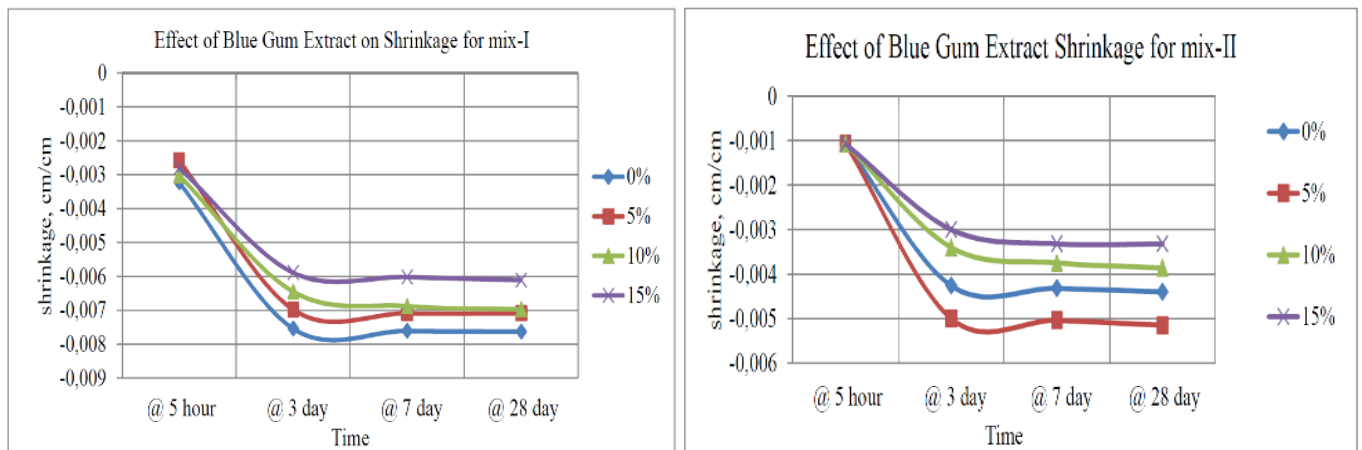 Effect of Blue Gum Extract on Shrinkage for mix-I
0
-0,001
-0,002
-0,003
-0,004
-0,005
-0,006
-0,007
-0,008
-0,009
shrinkage, cm/cm
@ 5 hour
@ 3 day
@ 7 day
@ 28 day
Time
0%
5%
10%
15%
Effect of Blue Gum Extract Shrinkage for mix-II
0
-0,001
-0,002
-0,003
-0,004
-0,005
-0,006
shrinkage, cm/cm
@ 5 hour
@ 3 day
@ 7 day
@ 28 day
Time
0%
5%
10%
15%